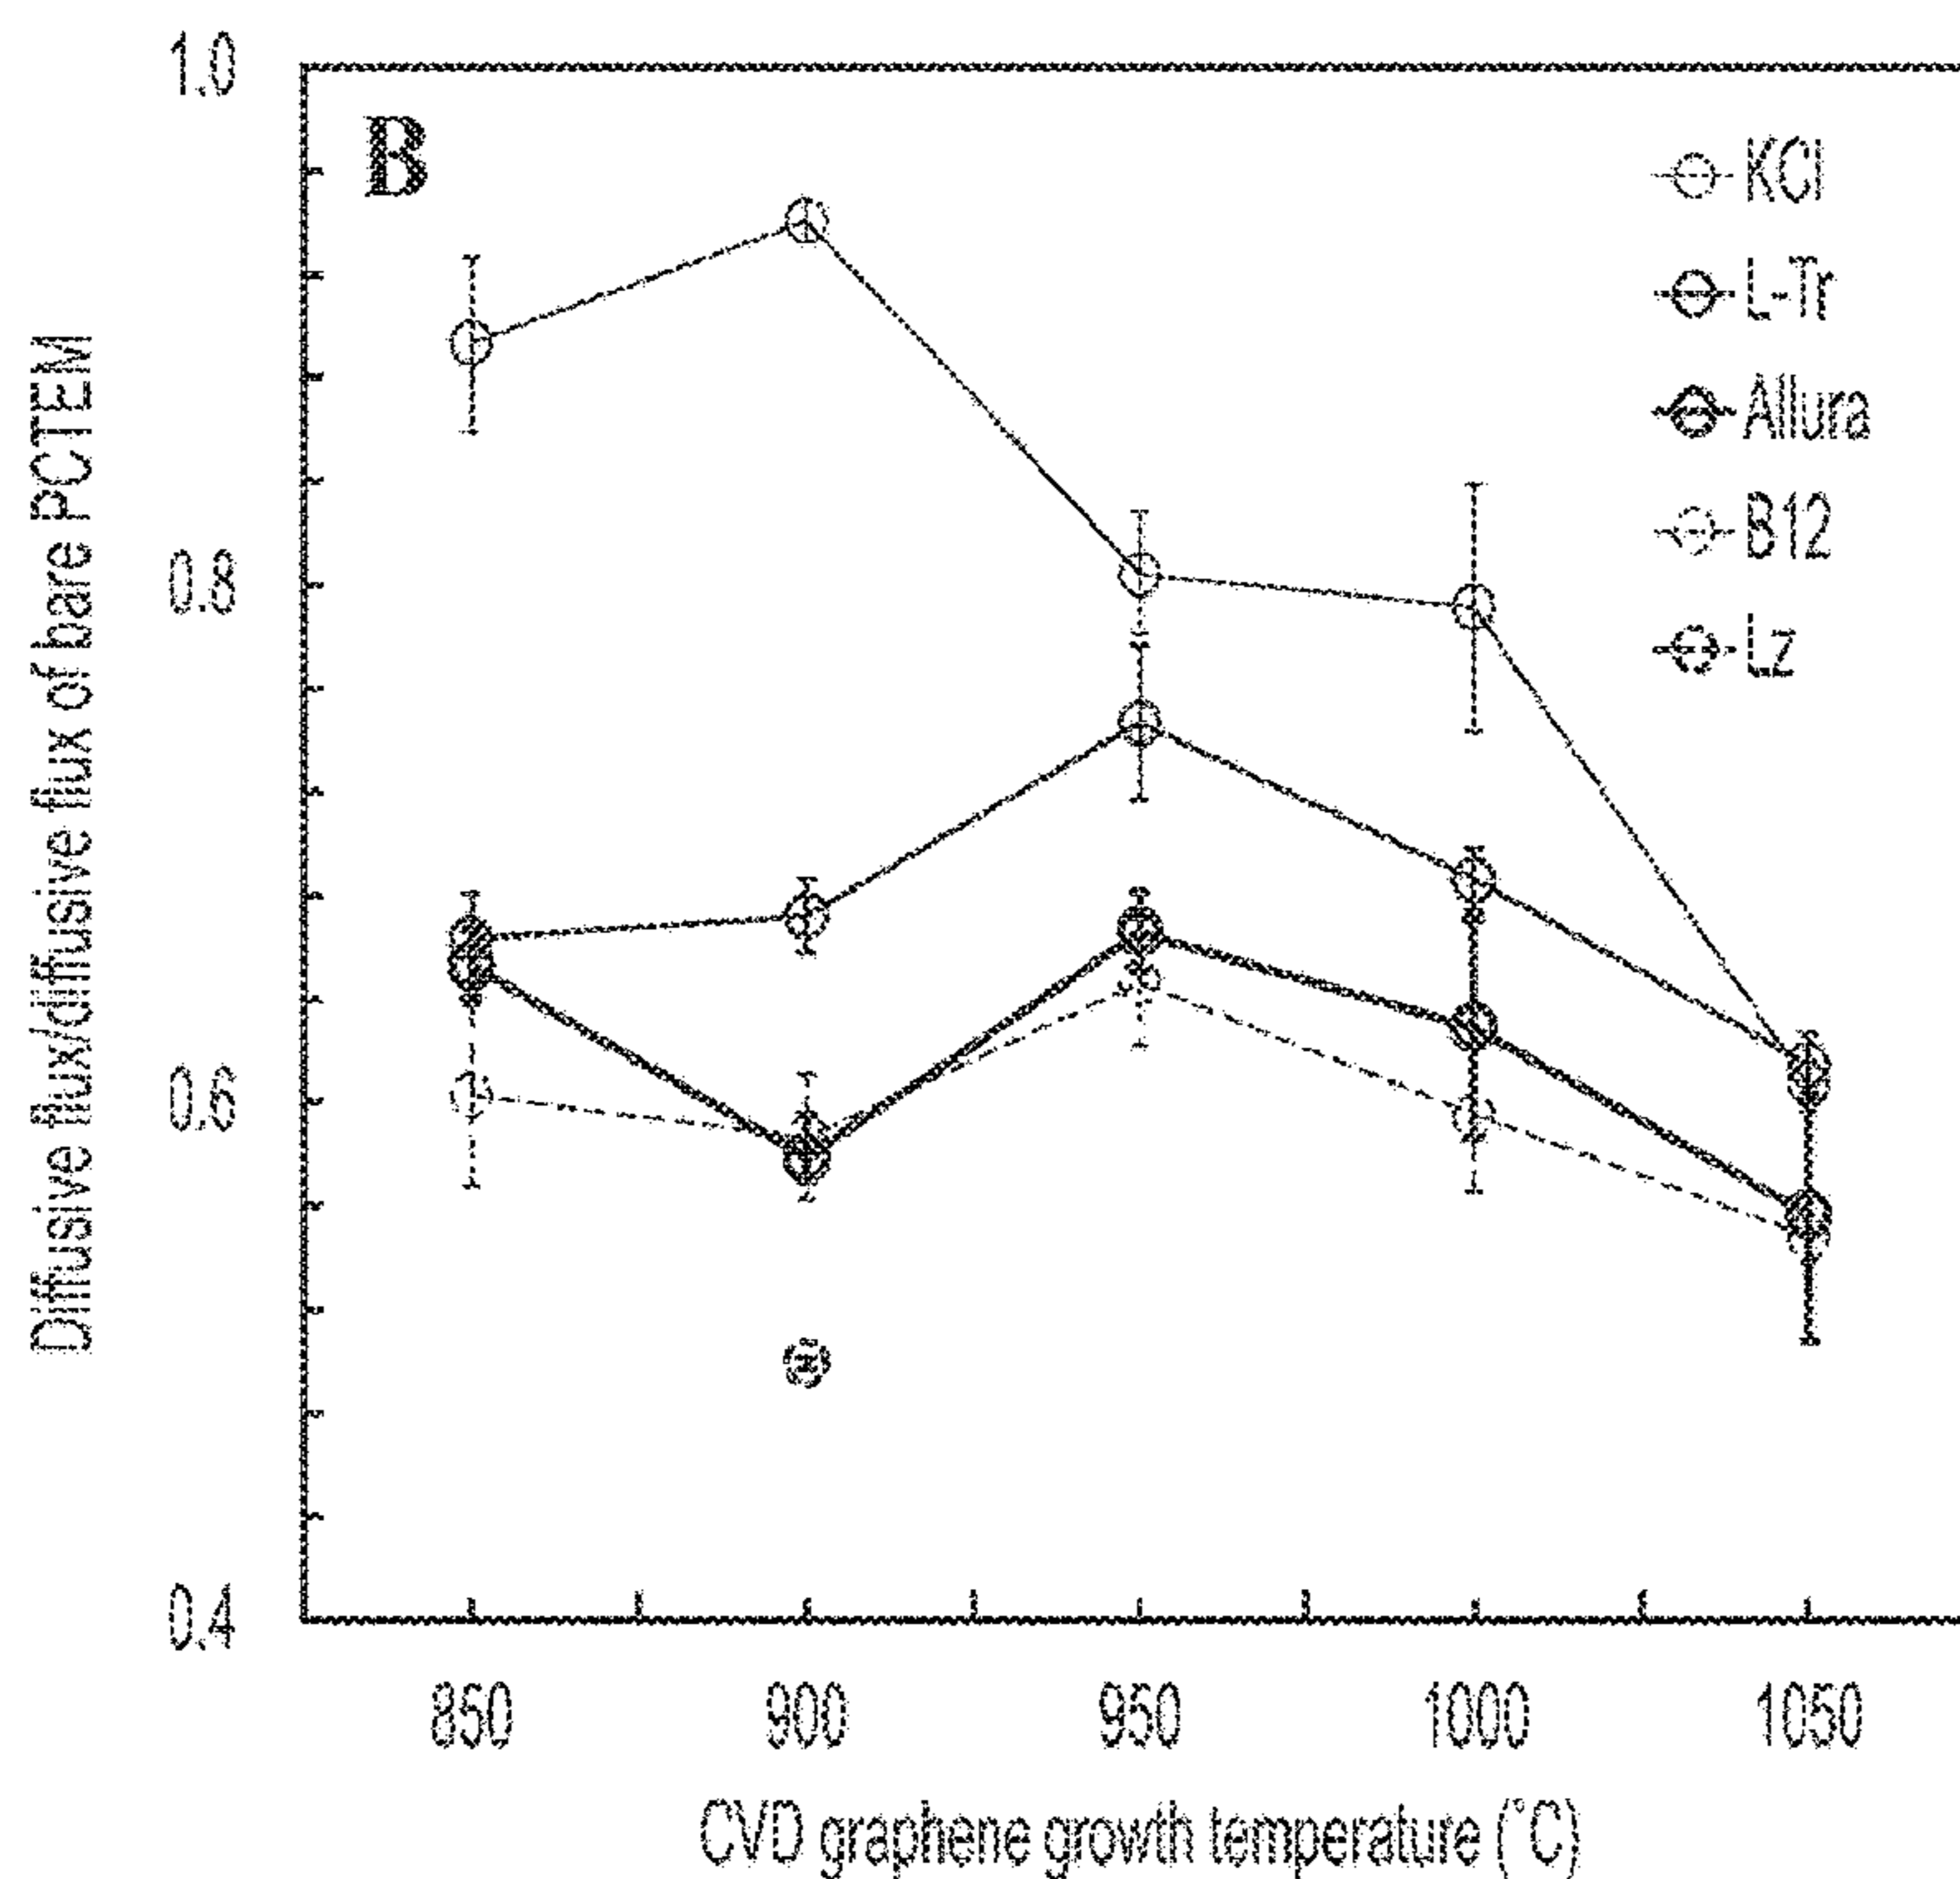 B
1.0
0.8
0.6
0.4
Diffusive flux/diffusive flux of bare PCTEM
KCl
L-Tr
Allura
B12
Lz
850
900
950
1000
1050
CVD graphene growth temperature (°C)